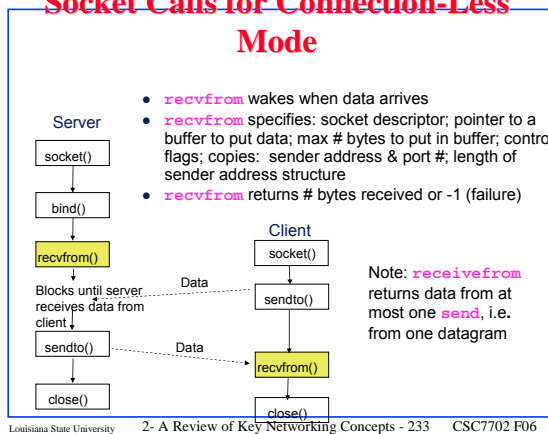 Socket Calls for Connection-Less
Mode
● recvfrom wakes when data arrives
● recvfrom specifies: socket descriptor; pointer to a
buffer to put data; max # bytes to put in buffer; contro
flags; copies: sender address & port #; length of
sender address structure
● recvfrom returns # bytes received or -1 (failure)
Server
socket()
bind()
recvfrom()
Blocks until server
receives data from
client
sendto()
close()
Data
Data
Client
socket()
sendto()
recvfrom()
close()
Note: receivefrom
returns data from at
most one send, i.e.
from one datagram
Louisiana State University 2- A Review of Key Networking Concepts - 233 CSC7702 F06